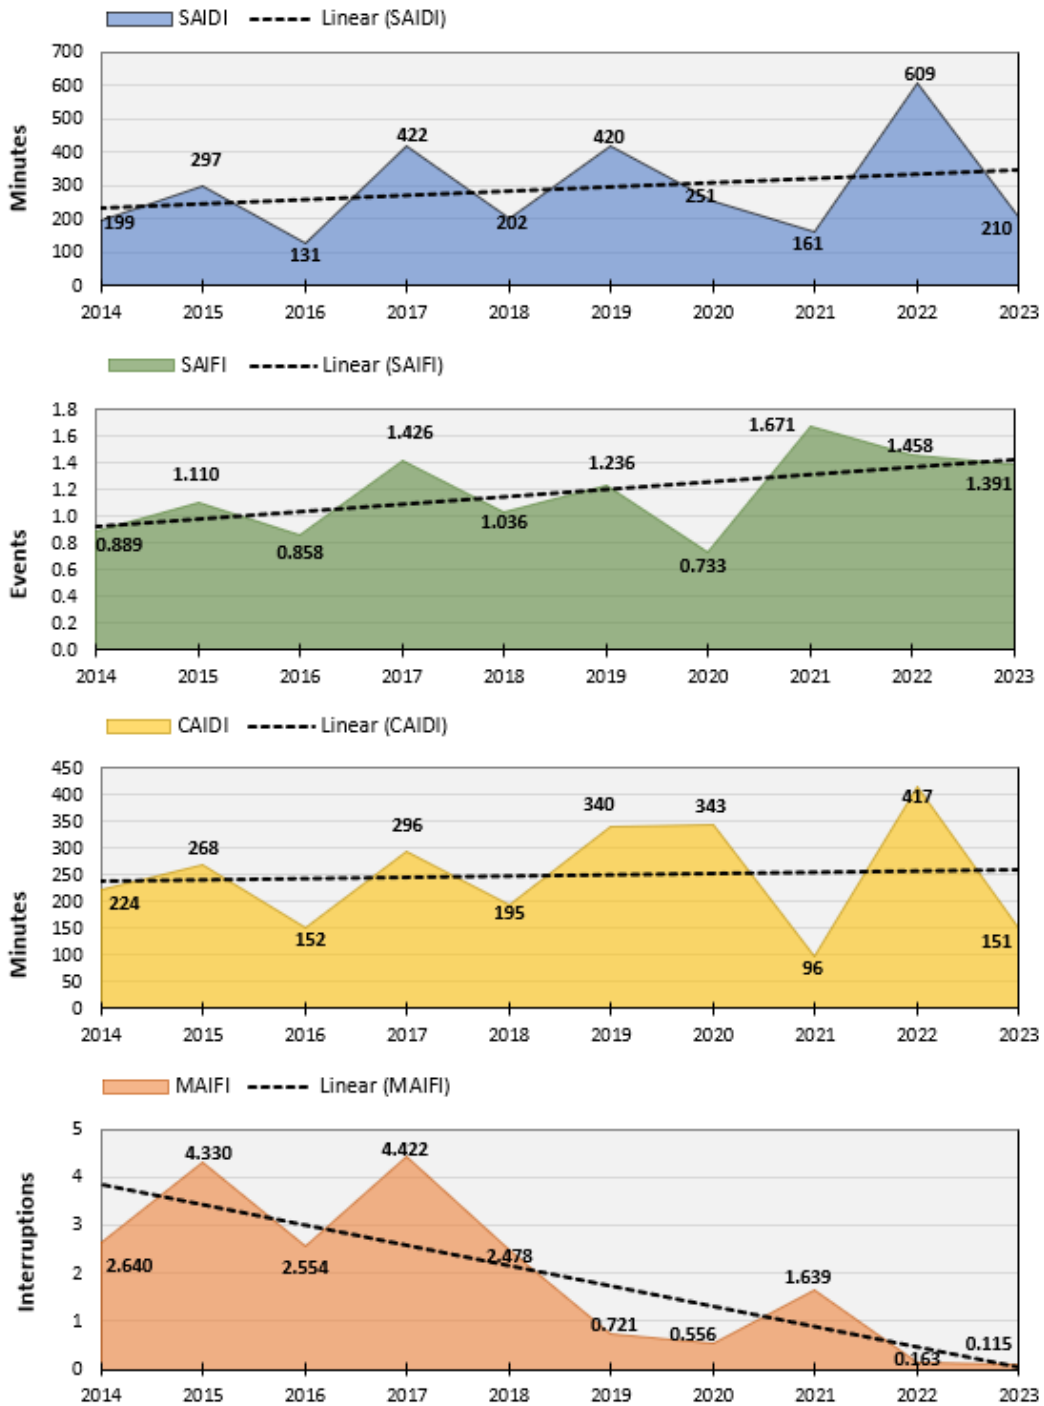 SAIDI Linear (SAIDI)
Minutes
700
600
500
400
300
200
100
0
199 297 131 422 202 420 251 161 609 210
2014 2015 2016 2017 2018 2019 2020 2021 2022 2023
SAIFI Linear (SAIFI)
Events
1.8
1.6
1.4
1.2
1.0
0.8
0.6
0.4
0.2
0.0
0.889 1.110 0.858 1.426 1.036 1.236 0.733 1.671 1.458 1.391
2014 2015 2016 2017 2018 2019 2020 2021 2022 2023
CAIDI Linear (CAIDI)
Minutes
450
400
350
300
250
200
150
100
50
0
224 268 152 296 195 340 343 96 417 151
2014 2015 2016 2017 2018 2019 2020 2021 2022 2023
MAIFI Linear (MAIFI)
Interruptions
5
4
3
2
1
0
2.640 4.330 2.554 4.422 2.478 0.721 0.556 1.639 0.163 0.115
2014 2015 2016 2017 2018 2019 2020 2021 2022 2023